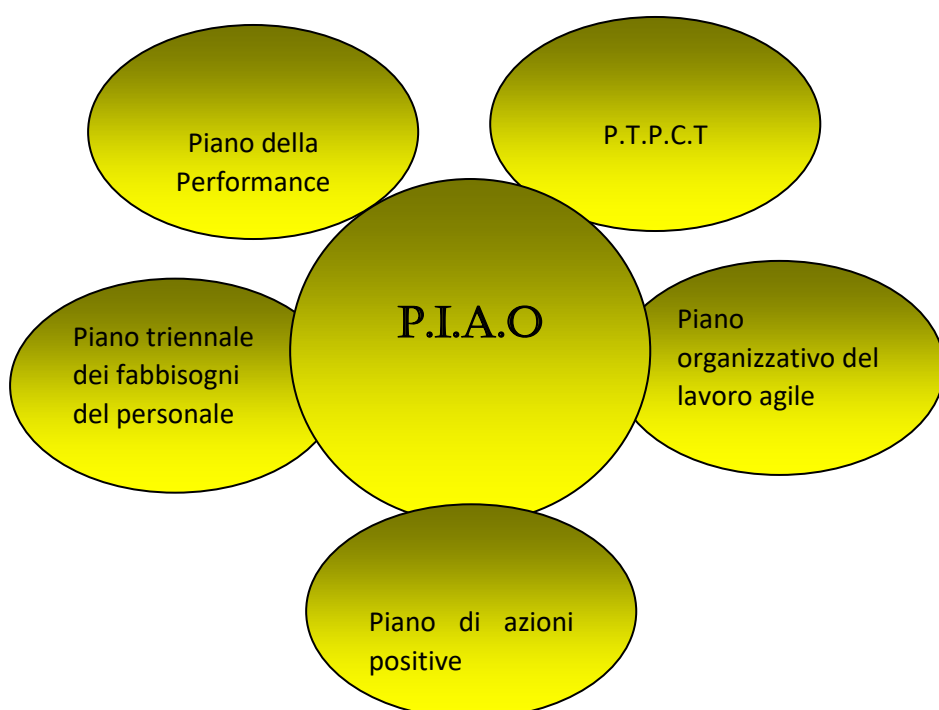 Piano della
Performance
P.T.P.C.T
P.I.A.O
Piano triennale
dei fabbisogni
del personale
Piano
organizzativo del
lavoro agile
Piano di azioni
positive